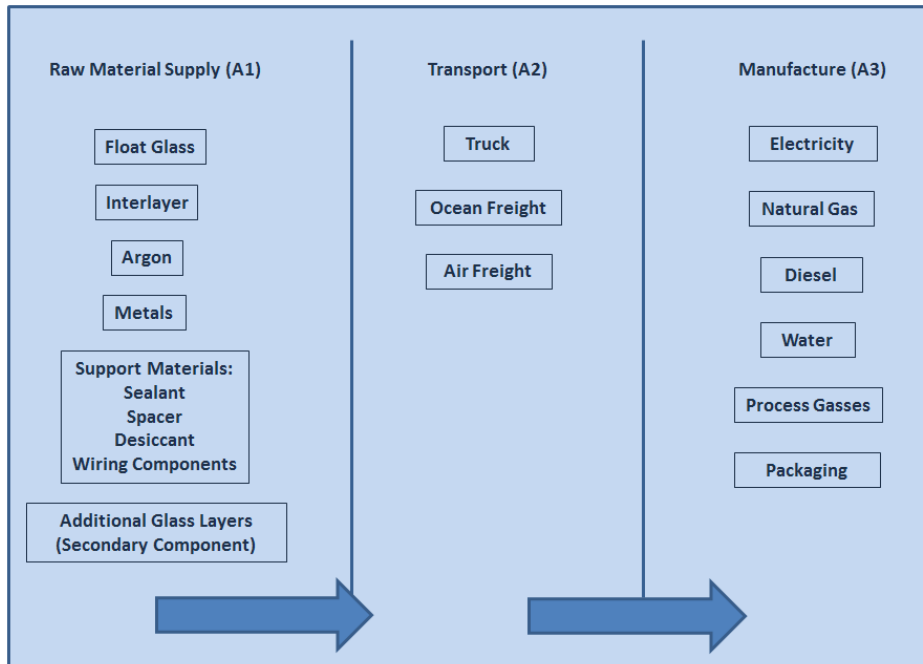 Raw Material Supply (A1)
Float Glass
Interlayer
Argon
Metals
Support Materials:
Sealant
Spacer
Desiccant
Wiring Components
Additional Glass Layers
(Secondary Component)
Transport (A2)
Truck
Ocean Freight
Air Freight
Manufacture (A3)
Electricity
Natural Gas
Diesel
Water
Process Gasses
Packaging